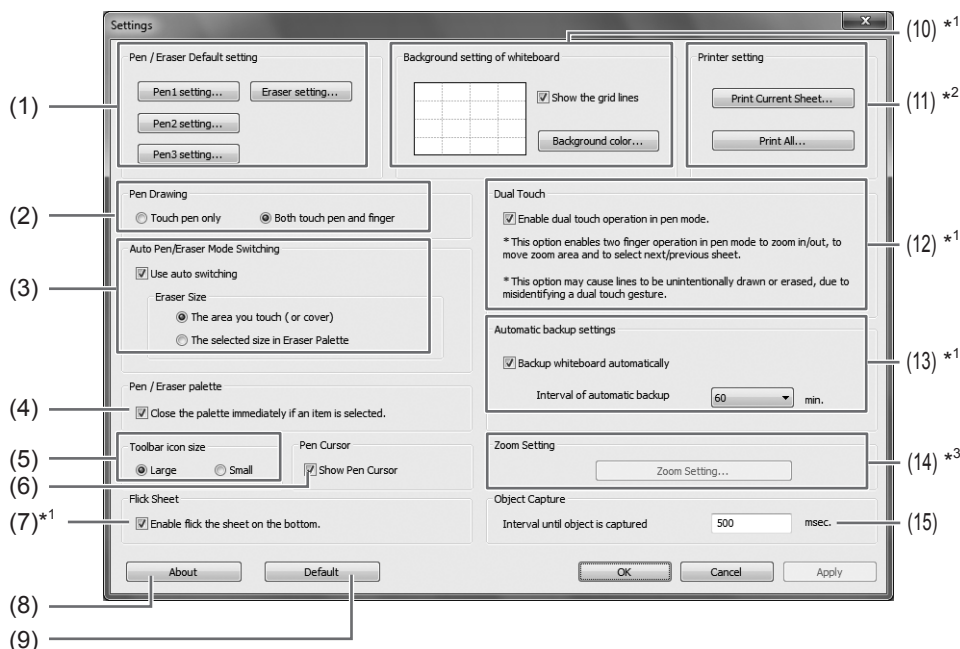 Settings
x
(10) *1
Pen / Eraser Default setting
Background setting of whiteboard
Printer setting
(1)
Pen1 setting...
Eraser setting...
Pen2 setting...
Pen3 setting...
Show the grid lines
Background color...
Print Current Sheet...
Print All...
(11) *2
Pen Drawing
(2)
Touch pen only
Both touch pen and finger
Auto Pen/Eraser Mode Switching
(3)
Use auto switching
Eraser Size
The area you touch ( or cover)
The selected size in Eraser Palette
Dual Touch
Enable dual touch operation in pen mode.
* This option enables two finger operation in pen mode to zoom in/out, to
move zoom area and to select next/previous sheet.
* This option may cause lines to be unintentionally drawn or erased, due to
misidentifying a dual touch gesture.
(12) *1
Automatic backup settings
Backup whiteboard automatically
Interval of automatic backup
60
min.
(13) *1
Pen / Eraser palette
(4)
Close the palette immediately if an item is selected.
Toolbar icon size
(5)
Large
Small
Pen Cursor
(6)
Show Pen Cursor
Zoom Setting
Zoom Setting...
(14) *3
Flick Sheet
(7)*1
Enable flick the sheet on the bottom.
Object Capture
Interval until object is captured
500
msec.
(15)
About
Default
OK
Cancel
Apply
(8)
(9)